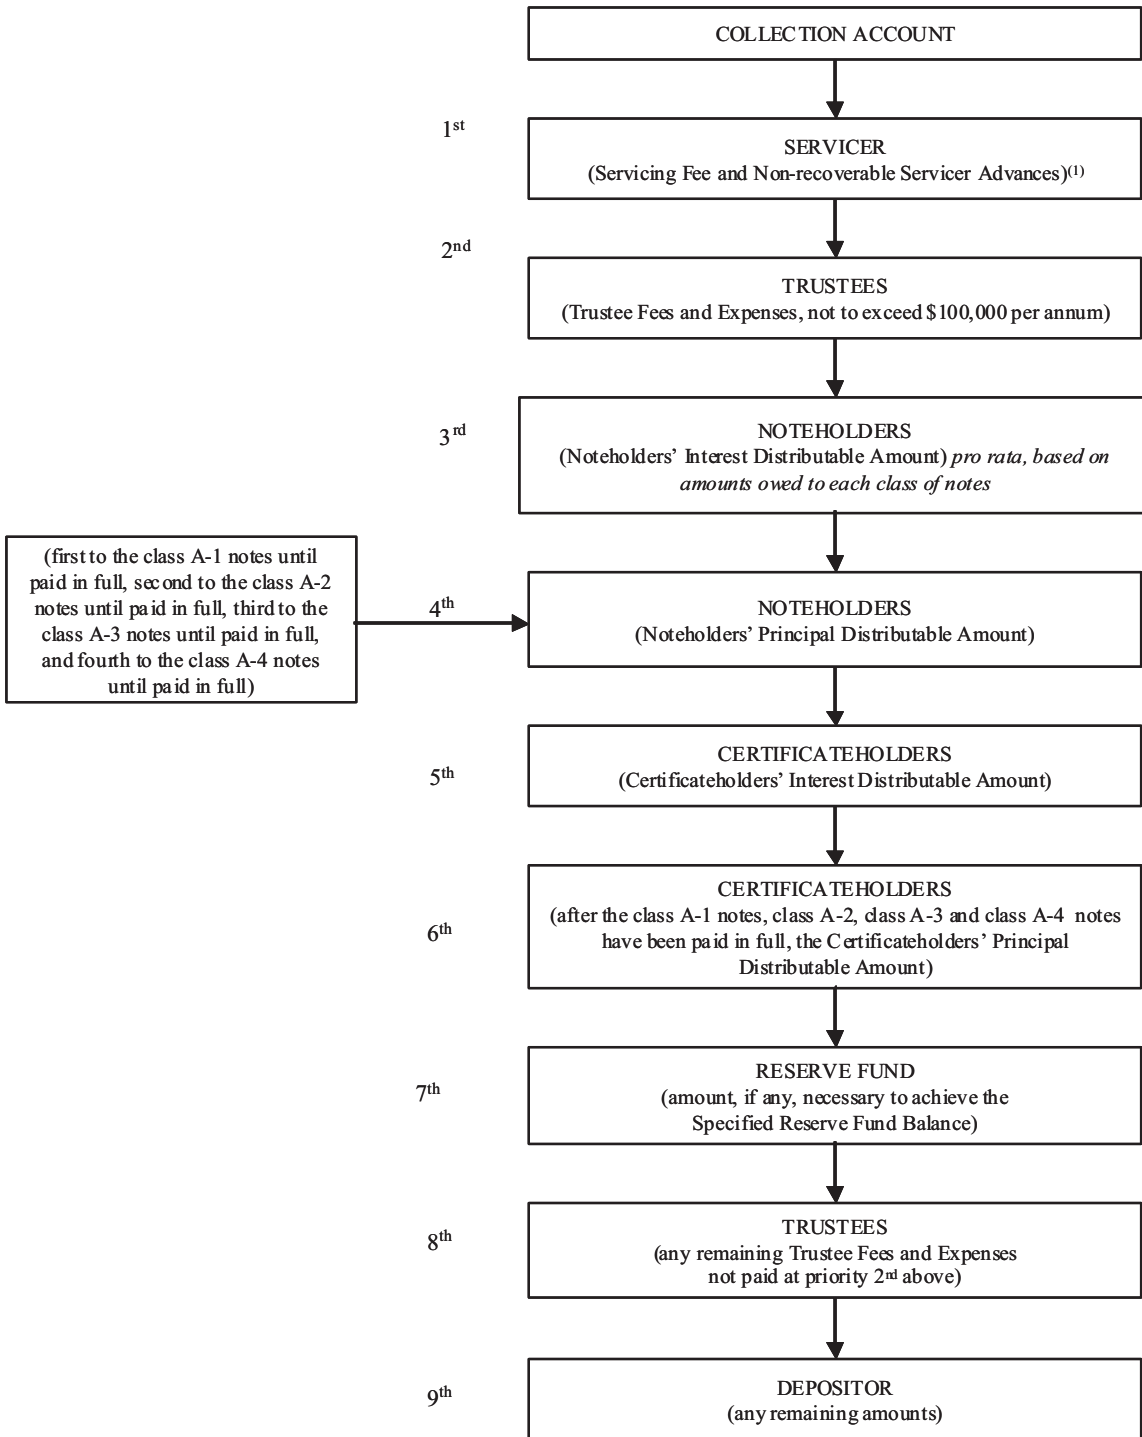 COLLECTION ACCOUNT
1st
SERVICER
(Servicing Fee and Non-recoverable Servicer Advances)(1)
2nd
TRUSTEES
(Trustee Fees and Expenses, not to exceed $100,000 per annum)
3rd
NOTEHOLDERS
(Noteholders’ Interest Distributable Amount) pro rata, based on
amounts owed to each class of notes
(first to the class A-1 notes until
paid in full, second to the class A-2
notes until paid in full, third to the
class A-3 notes until paid in full,
and fourth to the class A-4 notes
until paid in full)
4th
NOTEHOLDERS
(Noteholders’ Principal Distributable Amount)
5th
CERTIFICATEHOLDERS
(Certificateholders’ Interest Distributable Amount)
6th
CERTIFICATEHOLDERS
(after the class A-1 notes, class A-2, class A-3 and class A-4 notes
have been paid in full, the Certificateholders’ Principal
Distributable Amount)
7th
RESERVE FUND
(amount, if any, necessary to achieve the
Specified Reserve Fund Balance)
8th
TRUSTEES
(any remaining Trustee Fees and Expenses
not paid at priority 2nd above)
9th
DEPOSITOR
(any remaining amounts)